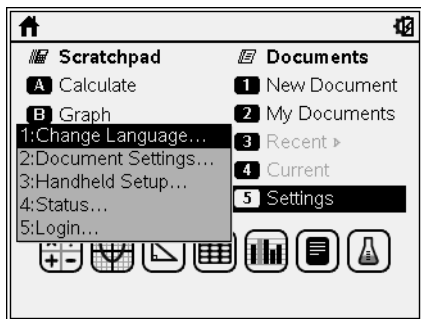 Scratchpad
A Calculate
B Graph
1:Change Language...
2:Document Settings...
3:Handheld Setup...
4:Status...
5:Login...
Documents
1 New Document
2 My Documents
3 Recent ▸
4 Current
5 Settings